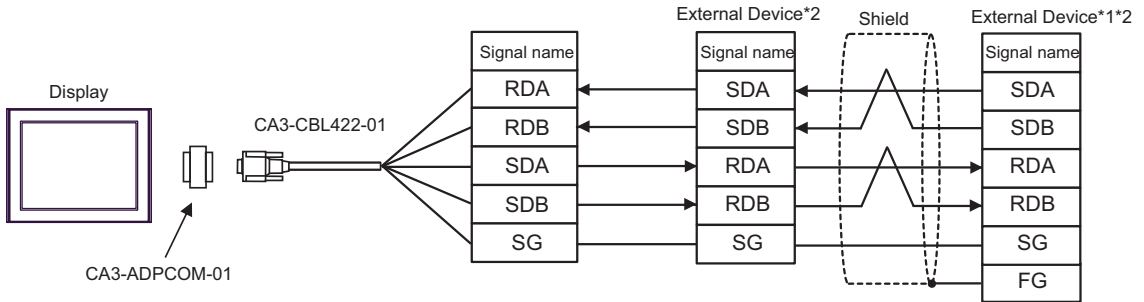 Display
CA3-ADPCOM-01
CA3-CBL422-01
Signal name
RDA
RDB
SDA
SDB
SG
External Device*2
Signal name
SDA
SDB
RDA
RDB
SG
Shield
External Device*1*2
Signal name
SDA
SDB
RDA
RDB
SG
FG